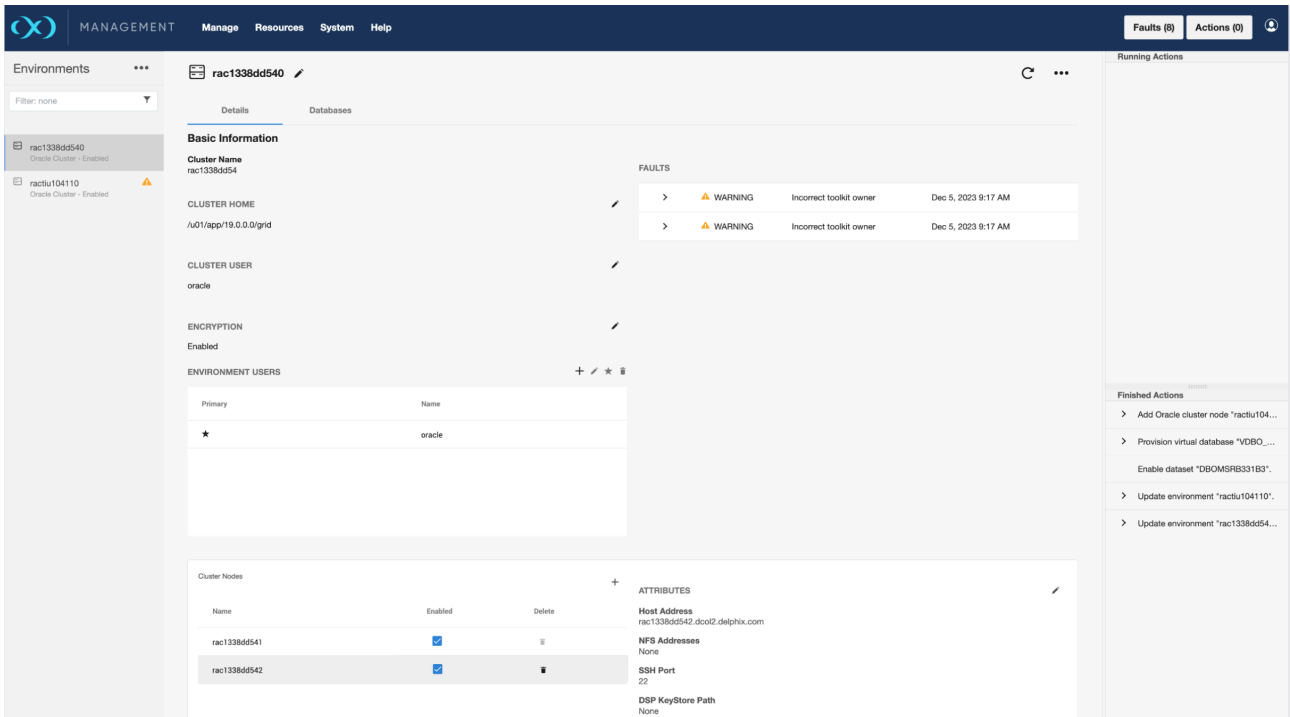 MANAGEMENT
Manage Resources System Help
Faults (8) Actions (0)
Environments
Filter: none
rac1338dd540
Oracle Cluster - Enabled
ractiu104110
Oracle Cluster - Enabled
rac1338dd540
Details Databases
Basic Information
Cluster Name
rac1338dd54
CLUSTER HOME
/u01/app/19.0.0.0/grid
CLUSTER USER
oracle
ENCRYPTION
Enabled
ENVIRONMENT USERS
Primary Name
oracle
FAULTS
WARNING Incorrect toolkit owner Dec 5, 2023 9:17 AM
WARNING Incorrect toolkit owner Dec 5, 2023 9:17 AM
Cluster Nodes
Name Enabled Delete
rac1338dd541
rac1338dd542
ATTRIBUTES
Host Address
rac1338dd542.dcol2.delphix.com
NFS Addresses
None
SSH Port
22
DSP KeyStore Path
None
Running Actions
Finished Actions
Add Oracle cluster node "ractiu104...
Provision virtual database "VDBO_...
Enable dataset "DBOMSRB331B3".
Update environment "ractiu104110".
Update environment "rac1338dd54...